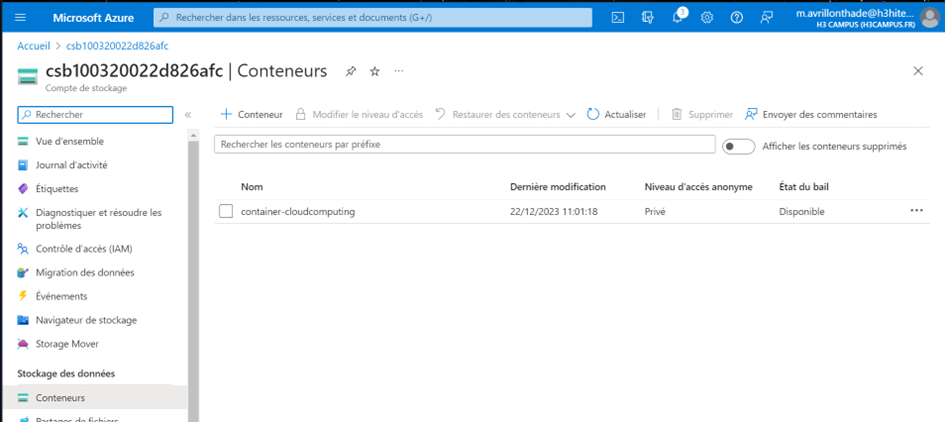 Microsoft Azure
Rechercher dans les ressources, services et documents (G+/)
3
m.avrillonthade@h3hite...
H3 CAMPUS (H3CAMPUS.FR)
Accueil > csb100320022d826afc
csb100320022d826afc | Conteneurs
Compte de stockage
Rechercher
Vue d'ensemble
Journal d'activité
Étiquettes
Diagnostiquer et résoudre les
problèmes
Contrôle d'accès (IAM)
Migration des données
Événements
Navigateur de stockage
Storage Mover
Stockage des données
Conteneurs
Partages de fichiers
Conteneur Modifier le niveau d'accès Restaurer des conteneurs Actualiser Supprimer Envoyer des commentaires
Rechercher les conteneurs par préfixe
Afficher les conteneurs supprimés
Nom Dernière modification Niveau d'accès anonyme État du bail
container-cloudcomputing 22/12/2023 11:01:18 Privé Disponible